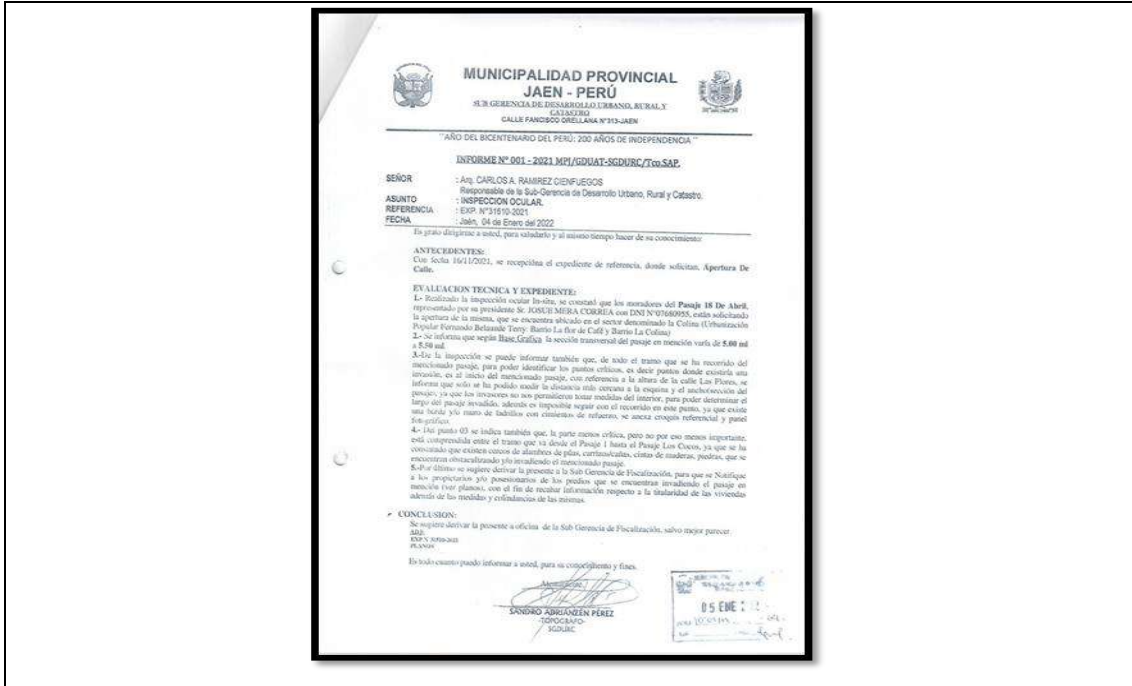 MUNICIPALIDAD PROVINCIAL
JAEN - PERÚ
SUB GERENCIA DE DESARROLLO URBANO, RURAL Y
CATASTRO
CALLE FANCISCO ORELLANA N°313-JAEN
"AÑO DEL BICENTENARIO DEL PERÚ: 200 AÑOS DE INDEPENDENCIA"
INFORME N° 001 - 2021 MPJ/GDUAT-SGDURC/Tco.SAP.
SEÑOR : Arq. CARLOS A. RAMIREZ CIENFUEGOS
Responsable de la Sub-Gerencia de Desarrollo Urbano, Rural y Catastro.
ASUNTO : INSPECCION OCULAR.
REFERENCIA : EXP. N°31510-2021
FECHA : Jaén, 04 de Enero del 2022
Es grato dirigirme a usted, para saludarlo y al mismo tiempo hacer de su conocimiento:
ANTECEDENTES:
Con fecha 16/11/2021, se recepciona el expediente de referencia, donde solicitan, Apertura De
Calle.
EVALUACION TECNICA Y EXPEDIENTE:
1.- Realizado la inspección ocular In-situ, se constató que los moradores del Pasaje 18 De Abril,
representado por su presidente Sr. JOSUE MERA CORREA con DNI N°07680955, están solicitando
la apertura de la misma, que se encuentra ubicado en el sector denominado la Colina (Urbanización
Popular Fernando Belaunde Terry: Barrio La flor de Café y Barrio La Colina)
2.- Se informa que según Base Grafica la sección transversal del pasaje en mención varía de 5.00 ml
a 5.50 ml.
3.-De la inspección se puede informar también que, de todo el tramo que se ha recorrido del
mencionado pasaje, para poder identificar los puntos críticos, es decir puntos donde existiría una
invasión, es al inicio del mencionado pasaje, con referencia a la altura de la calle Las Flores, se
informa que solo se ha podido medir la distancia más cercana a la esquina y el ancho/sección del
pasaje; ya que los invasores no nos permitieron tomar medidas del interior, para poder determinar el
largo del pasaje invadido, además es imposible seguir con el recorrido en este punto, ya que existe
una y/o muro de ladrillos con cimientos de refuerzo, se anexa croquis referencial y panel
fotográfico.
4.- Del punto 03 se indica también que, la parte menos crítica, pero no por eso menos importante,
está comprendida entre el tramo que va desde el Pasaje 1 hasta el Pasaje Los Cocos, ya que se ha
constatado que existen cercos de alambres de púas, carrizos/cañas, cintas de maderas, piedras, que se
encuentran obstaculizando y/o invadiendo el mencionado pasaje.
5.-Por último se sugiere derivar la presente a la Sub Gerencia de Fiscalización, para que se Notifique
a los propietarios y/o posesionarios de los predios que se encuentran invadiendo el pasaje en
mención (ver planos), con el fin de recabar información respecto a la titularidad de las viviendas
además de las medidas y colindancias de las mismas.
CONCLUSION:
Se sugiere derivar la presente a oficina de la Sub Gerencia de Fiscalización, salvo mejor parecer.
PLANOS
Es todo cuanto puedo informar a usted, para su conocimiento y fines.
Atentamente,
SANDRO ADRIANZÉN PÉREZ
-TOPOGRAFO-
SGDURC
05 ENE